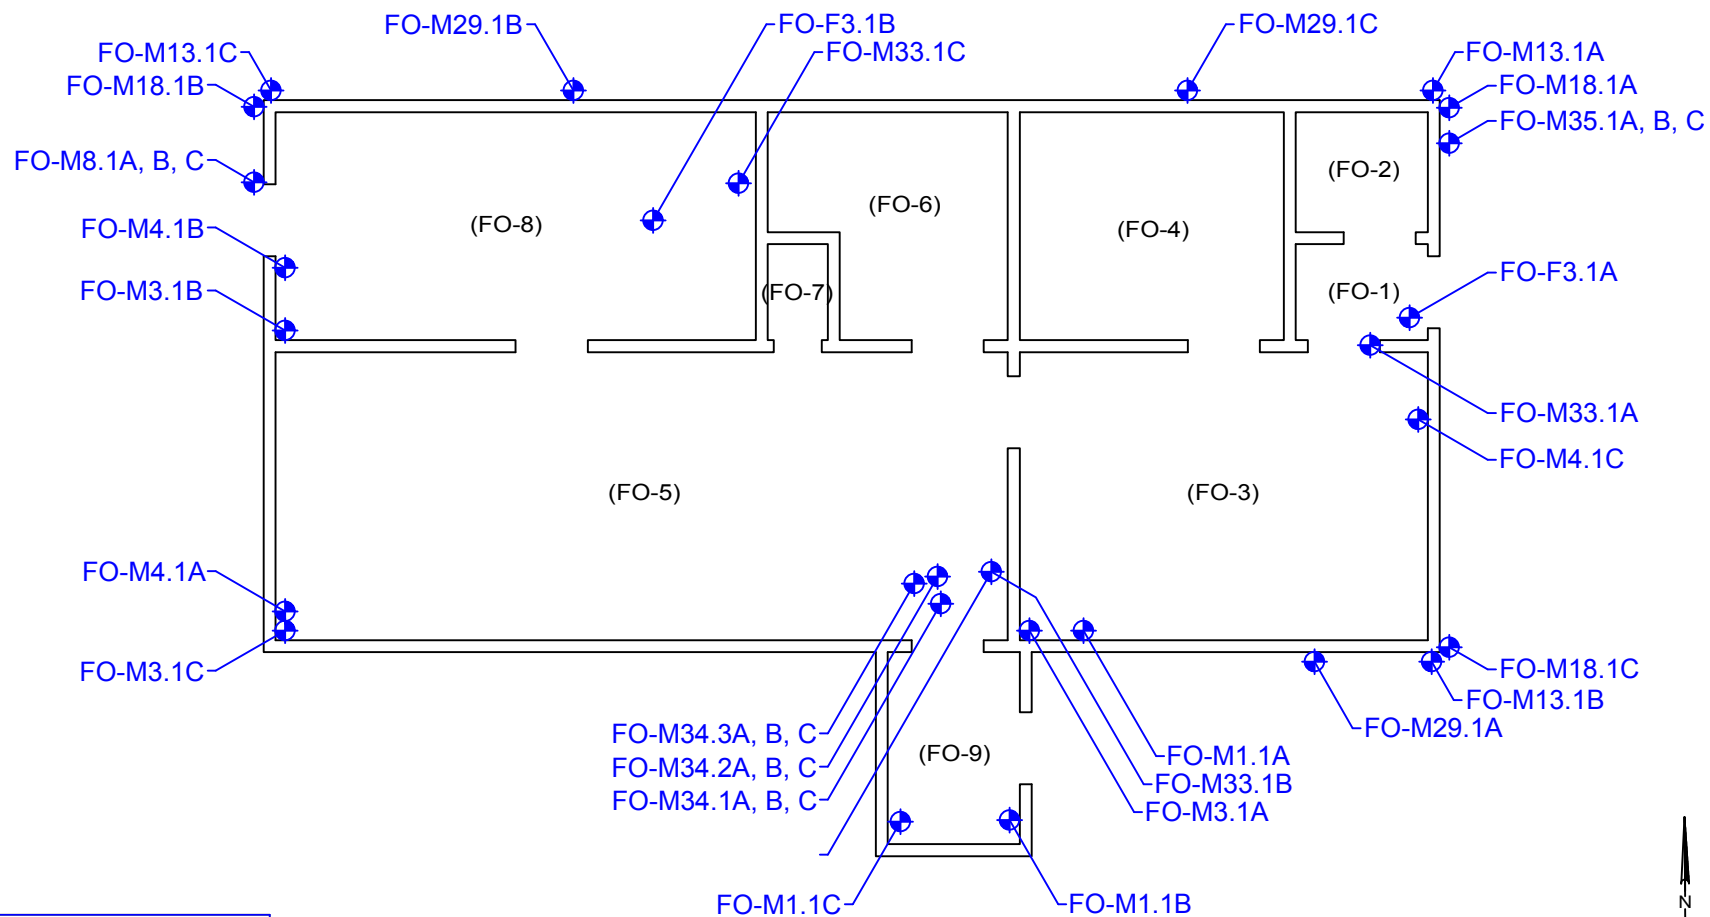 FO-M29.1B
FO-F3.1B
FO-M29.1C
FO-M13.1C
FO-M33.1C
FO-M13.1A
FO-M18.1B
FO-M18.1A
FO-M35.1A, B, C
FO-M8.1A, B, C
(FO-2)
(FO-6)
(FO-8)
(FO-4)
FO-M4.1B
FO-F3.1A
FO-M3.1B
(FO-7)
(FO-1)
FO-M33.1A
FO-M4.1C
(FO-5)
(FO-3)
FO-M4.1A
FO-M3.1C
FO-M18.1C
FO-M13.1B
FO-M29.1A
FO-M34.3A, B, C
(FO-9)
FO-M1.1A
FO-M34.2A, B, C
FO-M33.1B
FO-M34.1A, B, C
FO-M3.1A
FO-M1.1C
FO-M1.1B
N